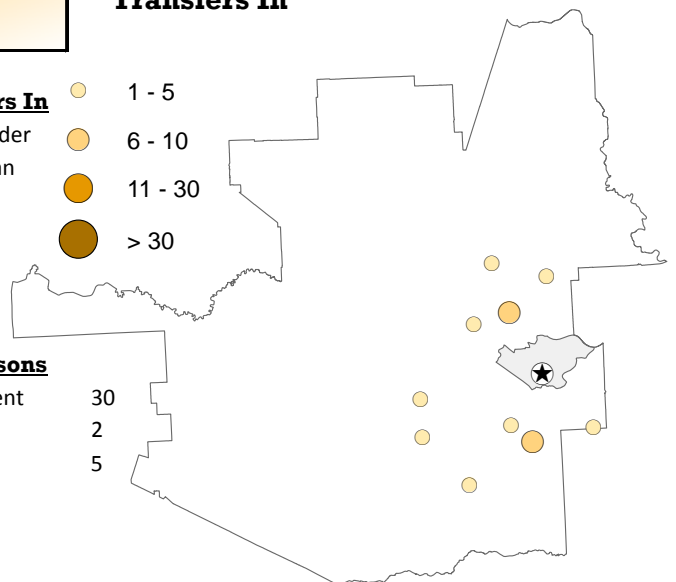 Transfers In
rs In
1 - 5
der
6 - 10
an
11 - 30
> 30
sons
ent 30
2
5